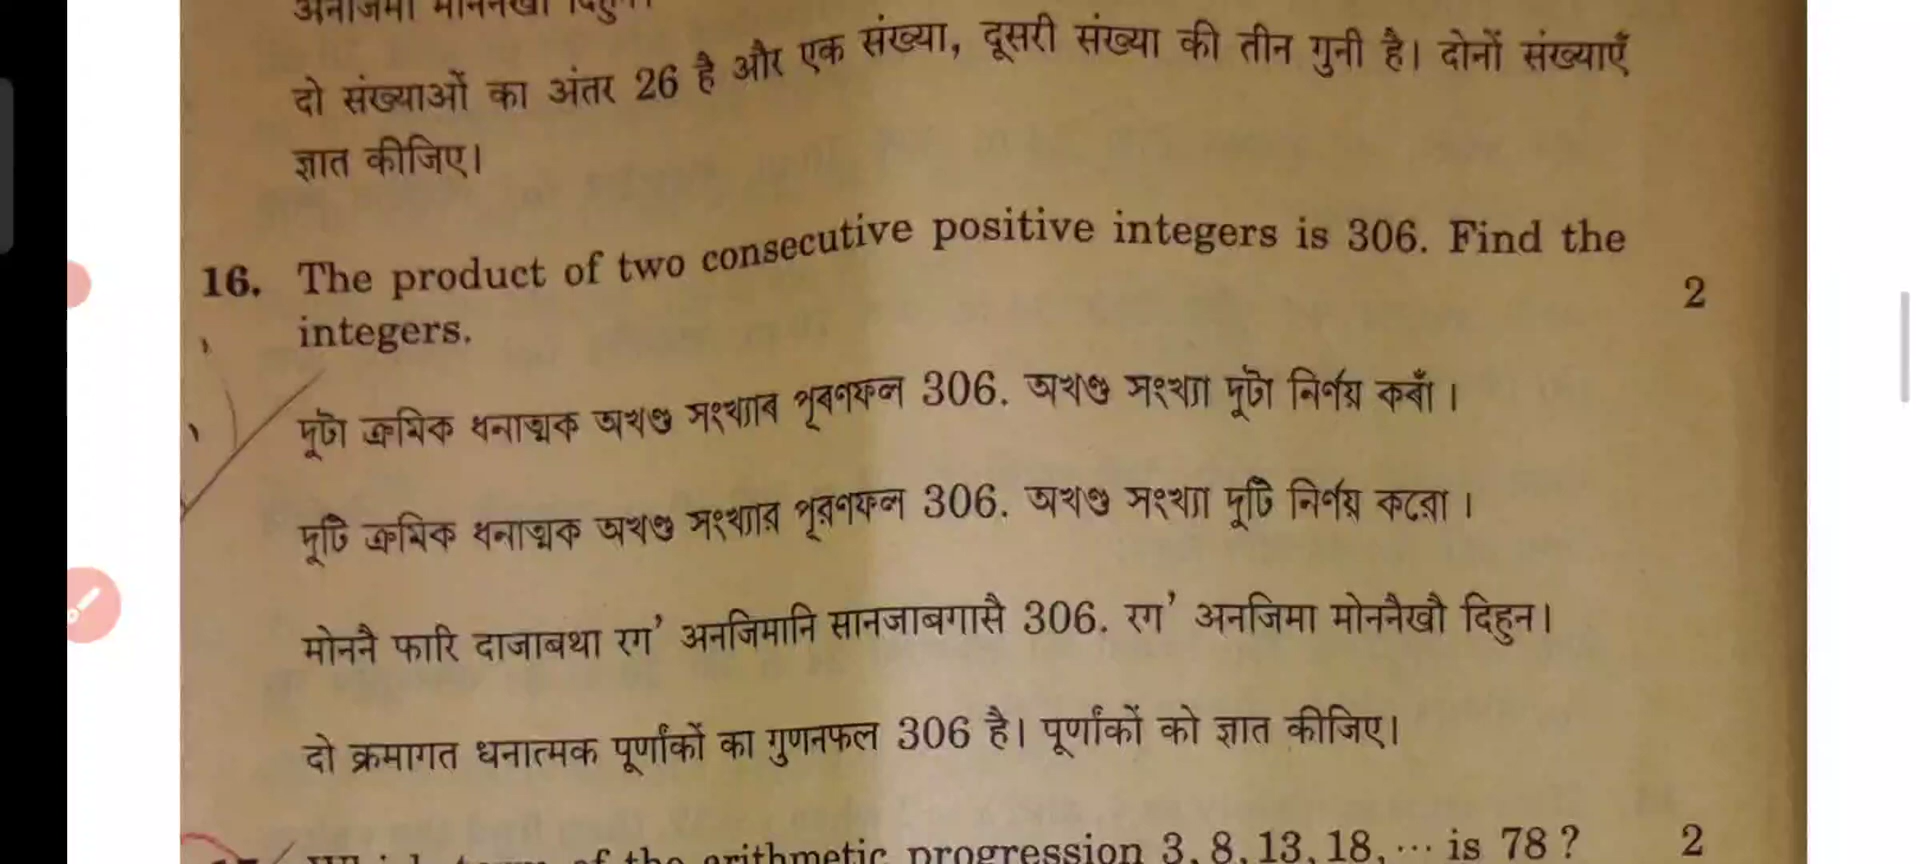 दो संख्याओं का अंतर 26 है और एक संख्या, दूसरी संख्या की तीन गुनी है। दोनों संख्याएँ
ज्ञात कीजिए।
16. The product of two consecutive positive integers is 306. Find the
integers. 2
দুটা ক্ৰমিক ধনাত্মক অখণ্ড সংখ্যাৰ পূৰণফল 306. অখণ্ড সংখ্যা দুটা নিৰ্ণয় কৰাঁ ।
দুটি ক্রমিক ধনাত্মক অখণ্ড সংখ্যার পূরণফল 306. অখণ্ড সংখ্যা দুটি নির্ণয় করো ।
मोननै फारि दाजाबथा रग’ अनजिमानि सानजाबगासै 306. रग’ अनजिमा मोननैखौ दिहुन।
दो क्रमागत धनात्मक पूर्णांकों का गुणनफल 306 है। पूर्णांकों को ज्ञात कीजिए।
of the arithmetic progression 3, 8, 13, 18, ... is 78 ? 2